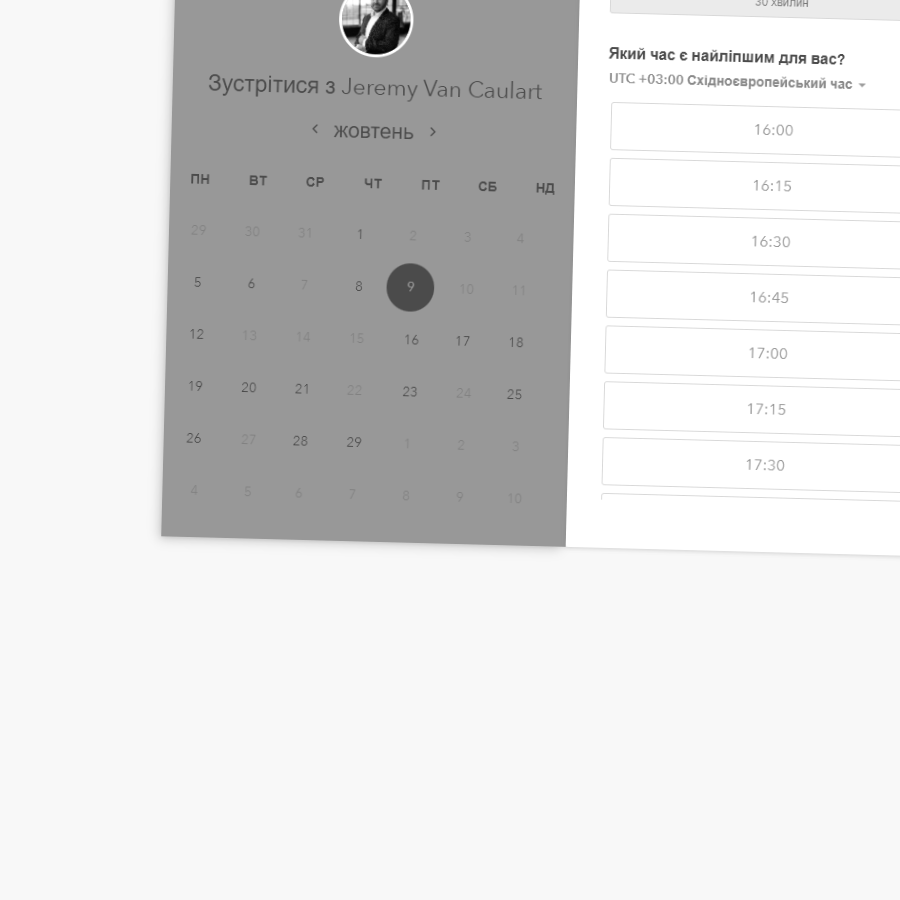 Зустрітися з Jeremy Van Caulart
жовтень
ПН ВТ СР ЧТ ПТ СБ НД
29 30 31 1 2 3 4
5 6 7 8 9 10 11
12 13 14 15 16 17 18
19 20 21 22 23 24 25
26 27 28 29 1 2 3
4 5 6 7 8 9 10
30 хвилин
Який час є найліпшим для вас?
UTC +03:00 Східноєвропейський час
16:00
16:15
16:30
16:45
17:00
17:15
17:30